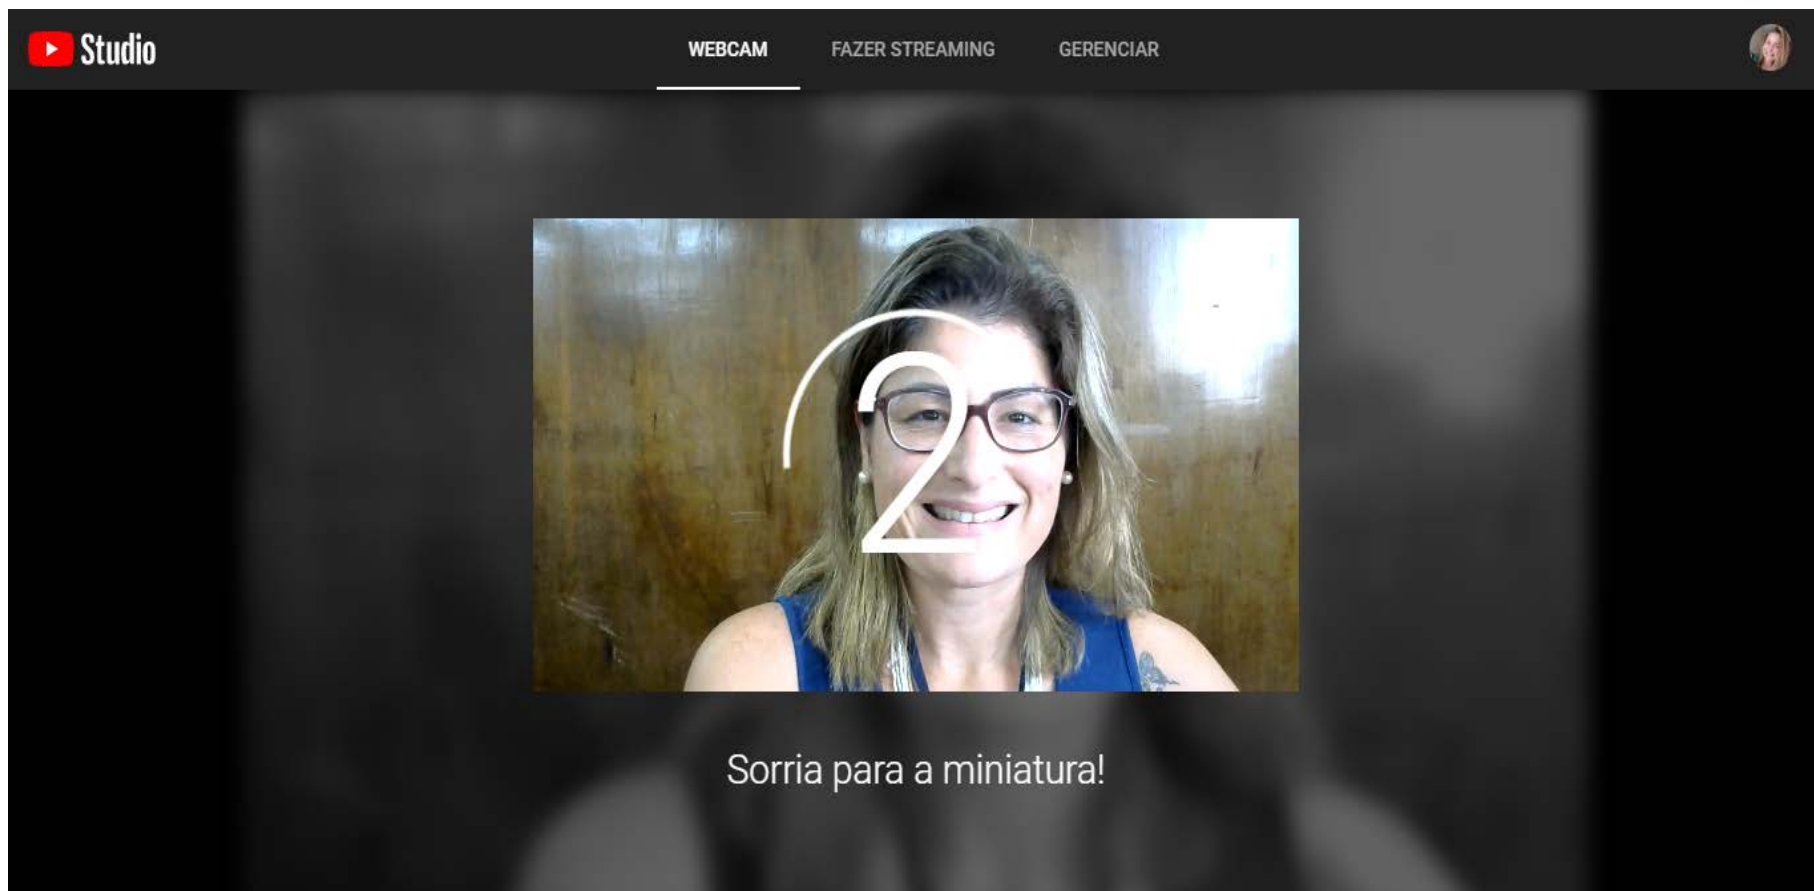 Studio
WEBCAM
FAZER STREAMING
GERENCIAR
2
Sorria para a miniatura!